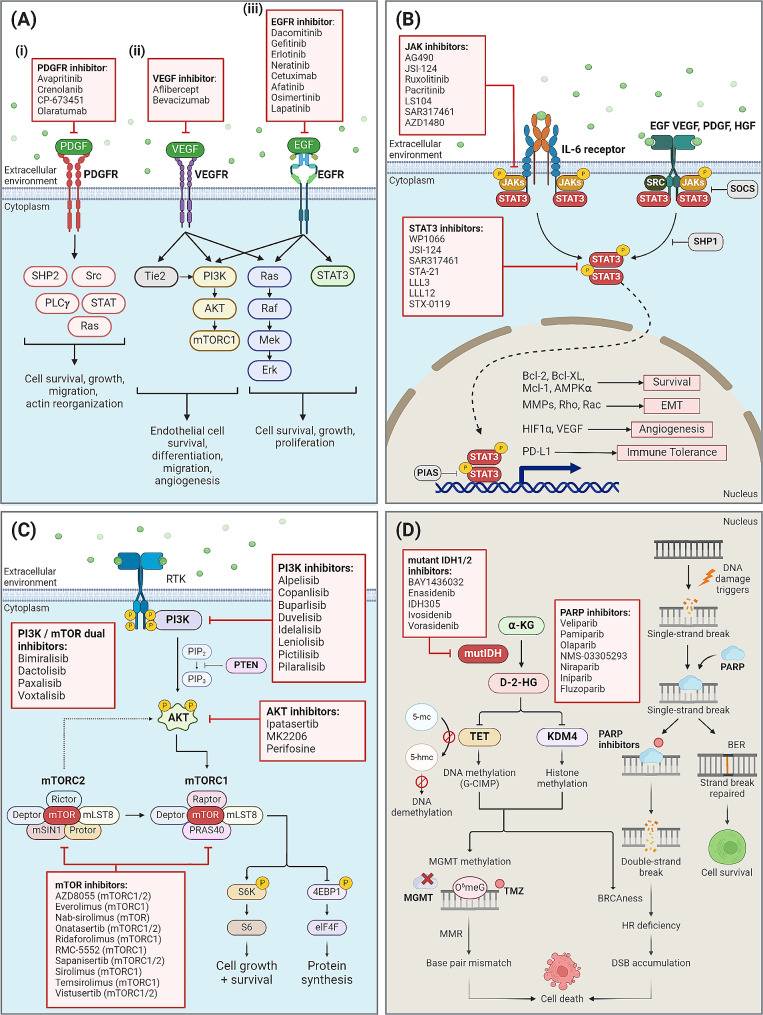 (A)
(i)
PDGFR inhibitor:
Avapritinib
Crenolanib
CP-673451
Olaratumab
(ii)
VEGF inhibitor:
Aflibercept
Bevacizumab
(iii)
EGFR inhibitor:
Dacomitinib
Gefitinib
Erlotinib
Neratinib
Cetuximab
Afatinib
Osimertinib
Lapatinib
PDGF
VEGF
EGF
Extracellular
environment
PDGFR
VEGFR
EGFR
Cytoplasm
SHP2
Src
PLCγ
STAT
Ras
Tie2
PI3K
Ras
STAT3
AKT
Raf
mTORC1
Mek
Erk
Cell survival, growth,
migration,
actin reorganization
Endothelial cell
survival,
differentiation,
migration,
angiogenesis
Cell survival, growth,
proliferation
(B)
JAK inhibitors:
AG490
JSI-124
Ruxolitinib
Pacritinib
LS104
SAR317461
AZD1480
IL-6 receptor
EGF VEGF, PDGF, HGF
Extracellular
environment
Cytoplasm
P
JAKs
STAT3
P
JAKs
STAT3
SRC
STAT3
P
JAKs
STAT3
SOCS
SHP1
STAT3 inhibitors:
WP1066
JSI-124
SAR317461
STA-21
LLL3
LLL12
STX-0119
P
STAT3
P
STAT3
Bcl-2, Bcl-XL,
Mcl-1, AMPKα
Survival
MMPs, Rho, Rac
EMT
HIF1α, VEGF
Angiogenesis
PD-L1
Immune Tolerance
P
STAT3
P
STAT3
PIAS
Nucleus
(C)
Extracellular
environment
RTK
Cytoplasm
P
P
P
P
PI3K
PI3K inhibitors:
Alpelisib
Copanlisib
Buparlisib
Duvelisib
Idelalisib
Leniolisib
Pictilisib
Pilaralisib
PI3K / mTOR dual
inhibitors:
Bimiralisib
Dactolisib
Paxalisib
Voxtalisib
PIP₂
PTEN
PIP₃
P
P
AKT
AKT inhibitors:
Ipatasertib
MK2206
Perifosine
mTORC2
mTORC1
Rictor
Deptor
mTOR
mLST8
mSIN1
Protor
Raptor
Deptor
mTOR
mLST8
PRAS40
mTOR inhibitors:
AZD8055 (mTORC1/2)
Everolimus (mTORC1)
Nab-sirolimus (mTOR)
Onatasertib (mTORC1/2)
Ridaforolimus (mTORC1)
RMC-5552 (mTORC1)
Sapanisertib (mTORC1/2)
Sirolimus (mTORC1)
Temsirolimus (mTORC1)
Vistusertib (mTORC1/2)
P
S6K
P
4EBP1
S6
eIF4F
Cell growth
+ survival
Protein
synthesis
(D)
Nucleus
mutant IDH1/2
inhibitors:
BAY1436032
Enasidenib
IDH305
Ivosidenib
Vorasidenib
α-KG
mutIDH
D-2-HG
PARP inhibitors:
Veliparib
Pamiparib
Olaparib
NMS-03305293
Niraparib
Iniparib
Fluzoparib
DNA
damage
triggers
Single-strand break
PARP
Single-strand break
5-mc
5-hmc
DNA
demethylation
TET
KDM4
DNA methylation
(G-CIMP)
Histone
methylation
PARP
inhibitors
BER
Strand break
repaired
Double-strand
break
Cell survival
MGMT methylation
MGMT
O⁶meG
TMZ
BRCAness
MMR
HR deficiency
Base pair mismatch
DSB accumulation
Cell death